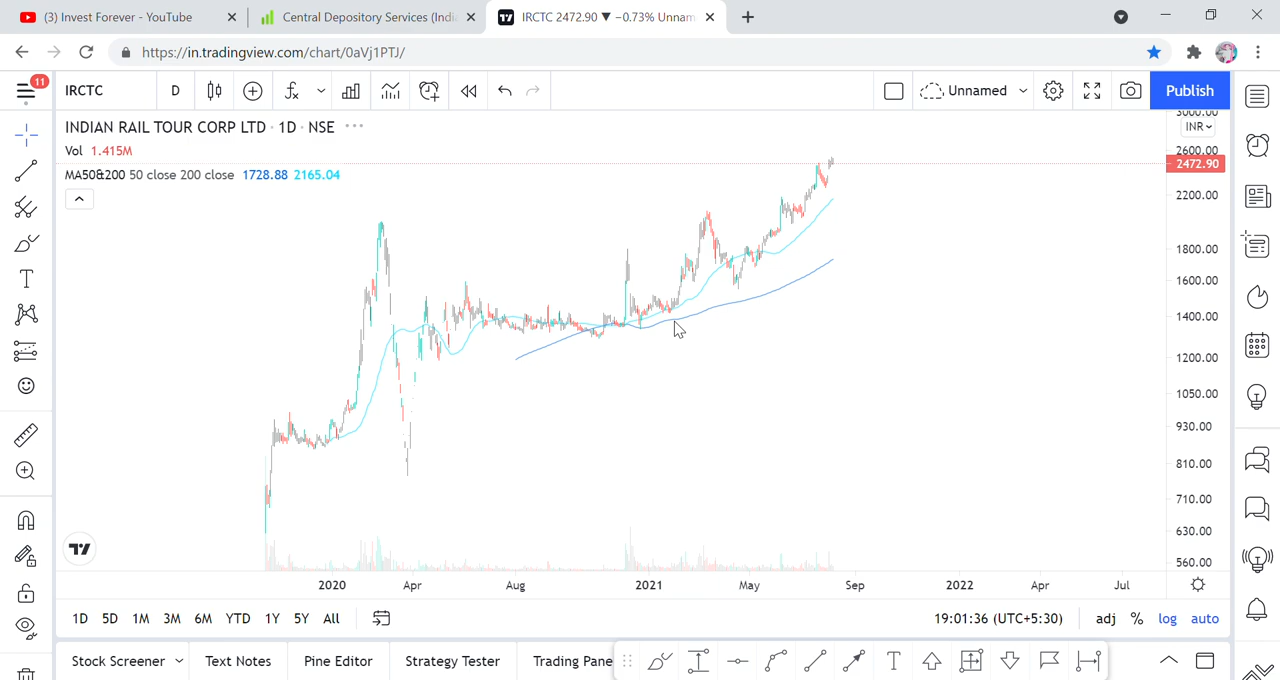 (3) Invest Forever - YouTube
Central Depository Services (Indi
IRCTC 2472.90 ▼ −0.73% Unnam
https://in.tradingview.com/chart/0aVj1PTJ/
11
IRCTC
D
Unnamed
Publish
INDIAN RAIL TOUR CORP LTD · 1D · NSE
Vol 1.415M
MA50&200 50 close 200 close 1728.88 2165.04
3000.00
INR
2600.00
2472.90
2200.00
1800.00
1600.00
1400.00
1200.00
1050.00
930.00
810.00
710.00
630.00
560.00
2020 Apr Aug 2021 May Sep 2022 Apr Jul
1D 5D 1M 3M 6M YTD 1Y 5Y All
19:01:36 (UTC+5:30) adj % log auto
Stock Screener Text Notes Pine Editor Strategy Tester Trading Pane